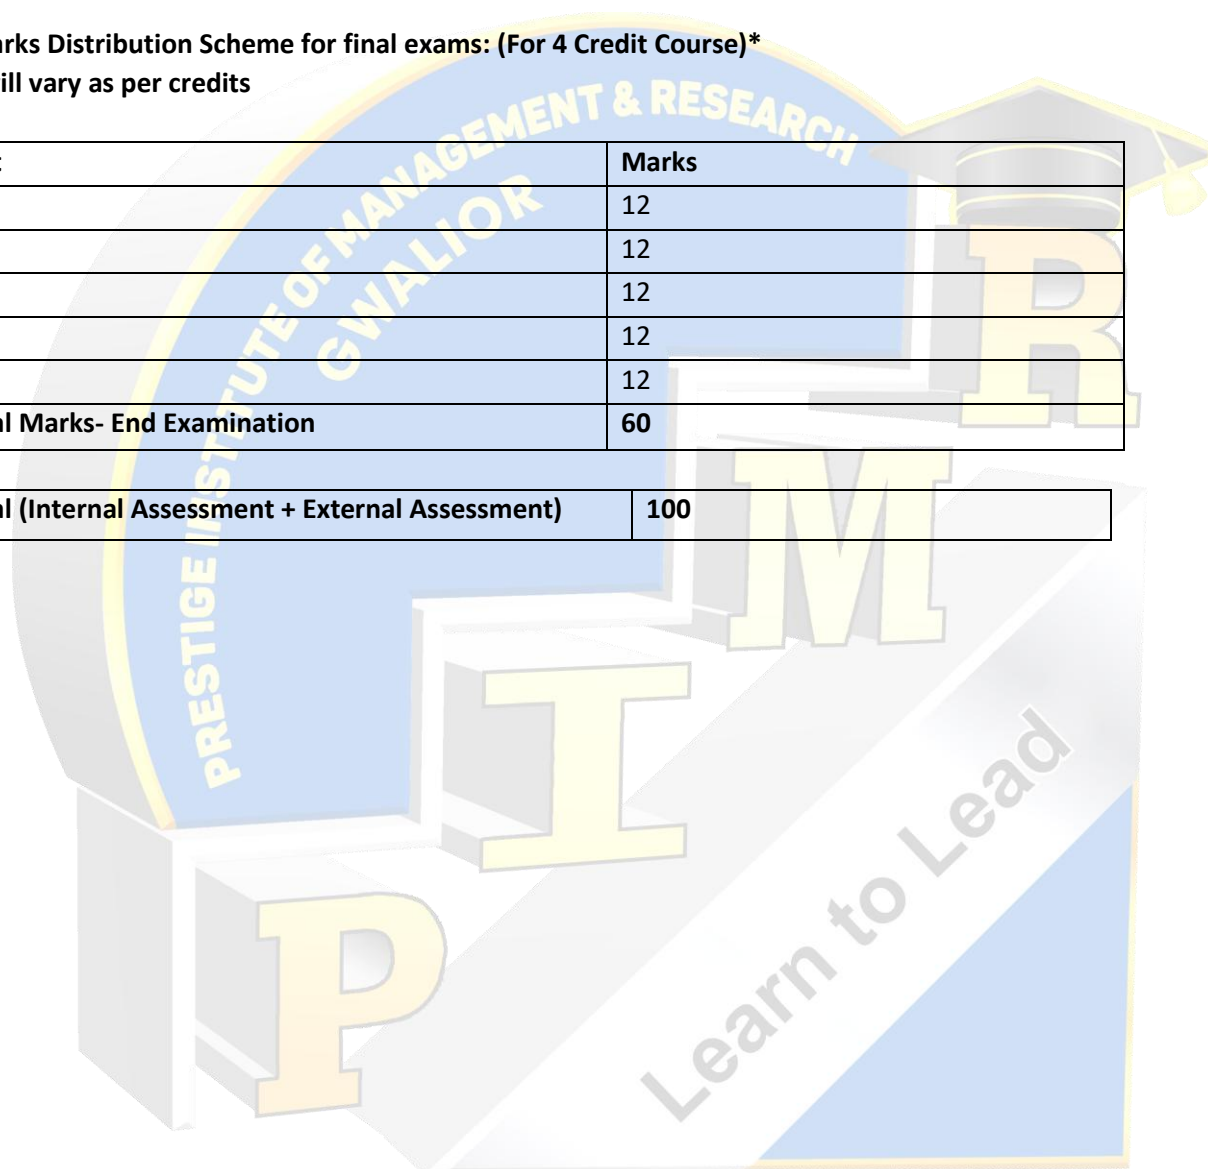 arks Distribution Scheme for final exams: (For 4 Credit Course)*
ill vary as per credits
t Marks
12
12
12
12
12
al Marks- End Examination 60
al (Internal Assessment + External Assessment) 100
PRESTIGE INSTITUTE OF MANAGEMENT & RESEARCH
GWALIOR
P
I
M
R
Learn to Lead